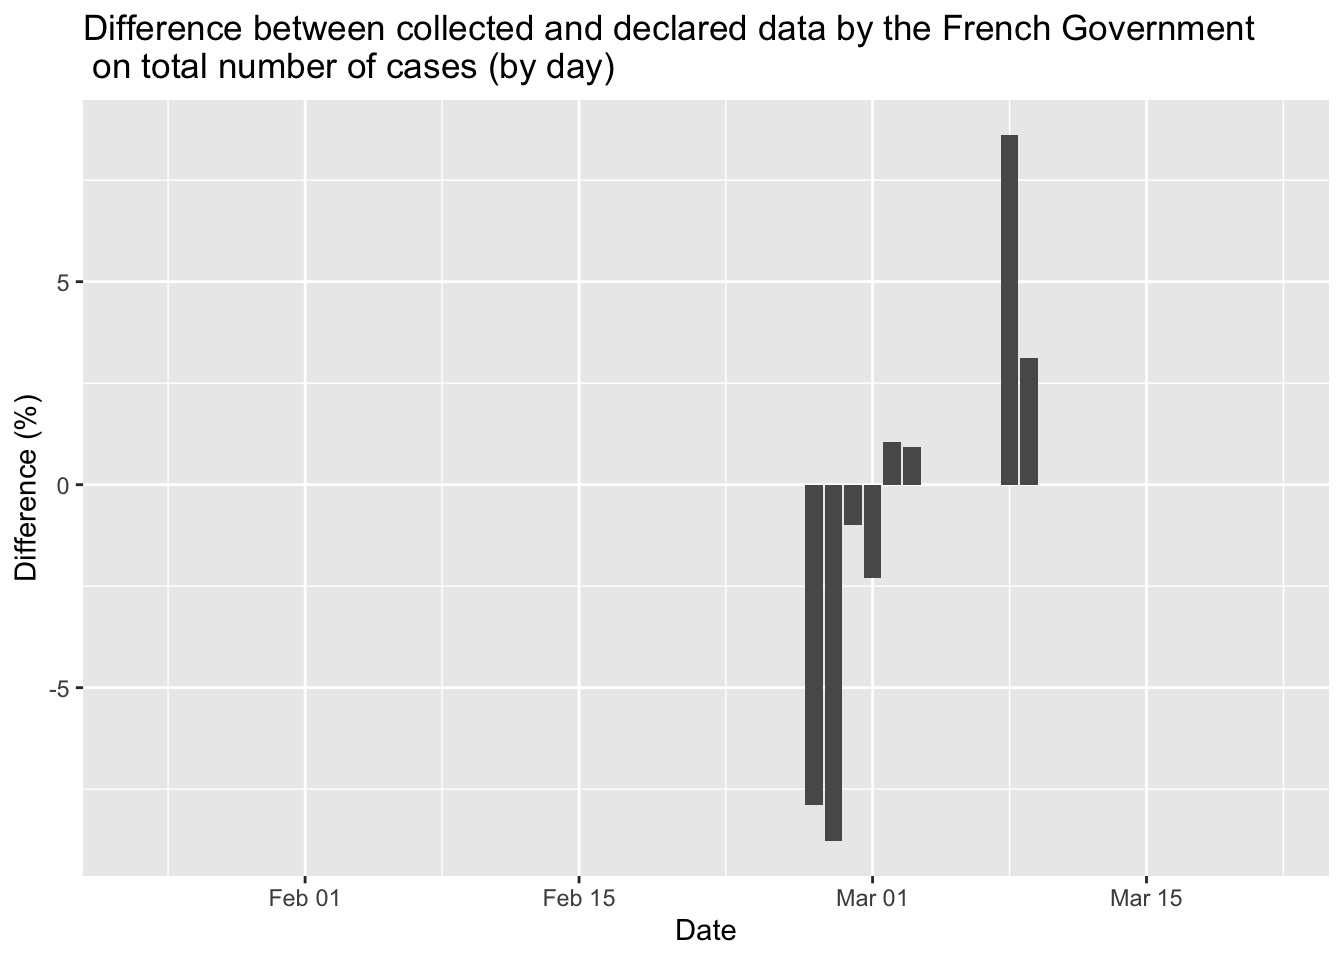 Difference between collected and declared data by the French Government
on total number of cases (by day)
Difference (%)
5
0
-5
Feb 01
Feb 15
Mar 01
Mar 15
Date